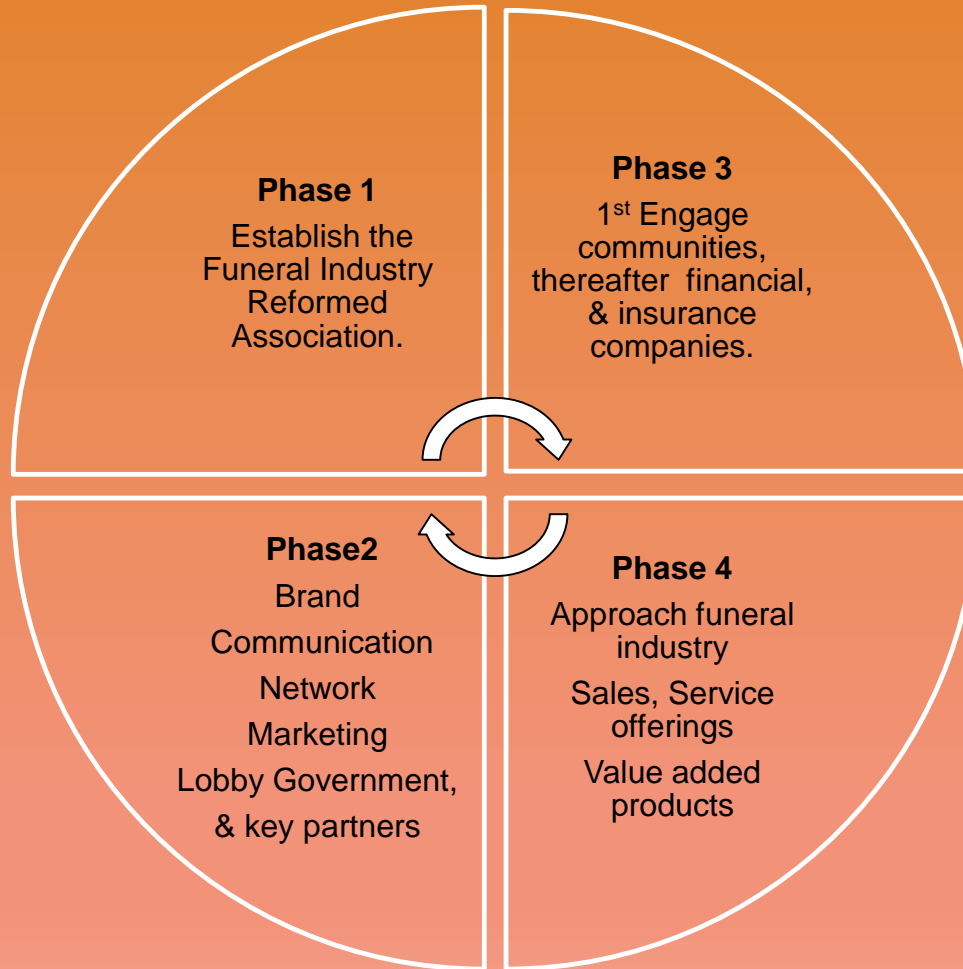 Phase 1
Establish the
Funeral Industry
Reformed
Association.
Phase 3
1st Engage
communities,
thereafter financial,
& insurance
companies.
Phase2
Brand
Communication
Network
Marketing
Lobby Government,
& key partners
Phase 4
Approach funeral
industry
Sales, Service
offerings
Value added
products